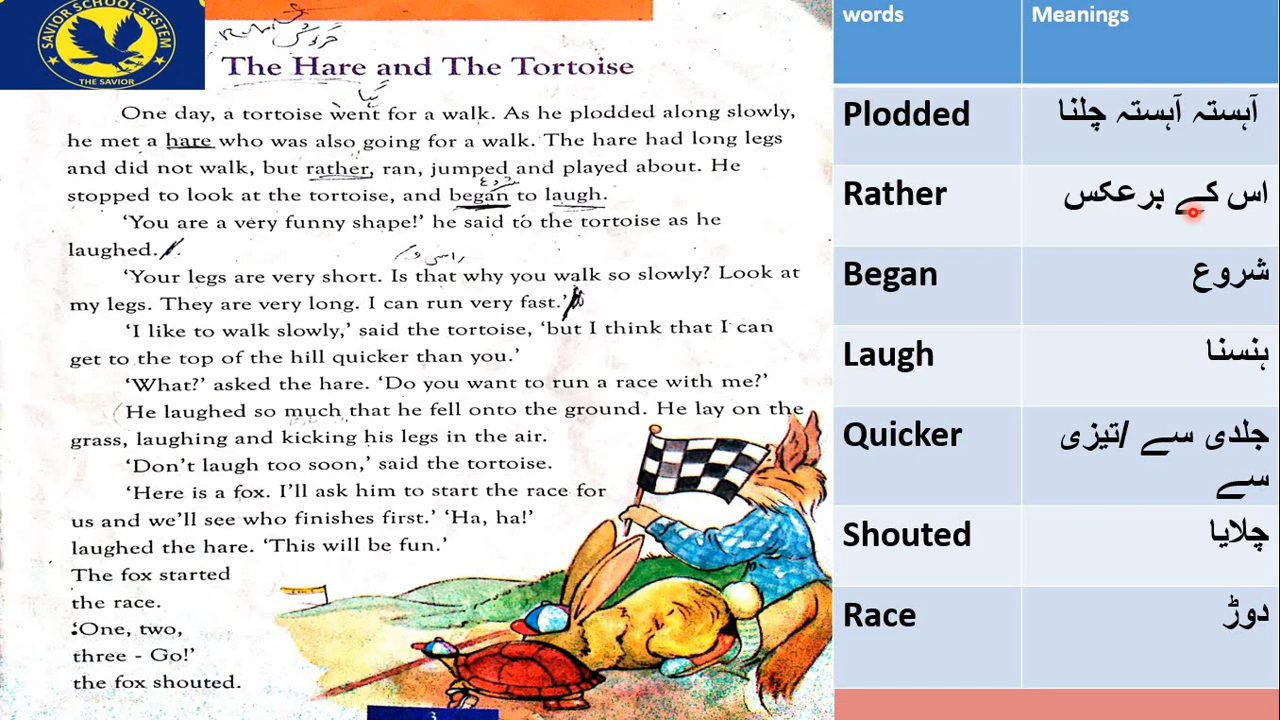 SAVIOR SCHOOL SYSTEM
THE SAVIOR
The Hare and The Tortoise
گیا
One day, a tortoise went for a walk. As he plodded along slowly,
he met a hare who was also going for a walk. The hare had long legs
and did not walk, but rather, ran, jumped and played about. He
شروع
stopped to look at the tortoise, and began to laugh.
‘You are a very funny shape!’ he said to the tortoise as he
laughed.
‘Your legs are very short. Is that why you walk so slowly? Look at
my legs. They are very long. I can run very fast.’
‘I like to walk slowly,’ said the tortoise, ‘but I think that I can
get to the top of the hill quicker than you.’
‘What?’ asked the hare. ‘Do you want to run a race with me?’
He laughed so much that he fell onto the ground. He lay on the
grass, laughing and kicking his legs in the air.
‘Don’t laugh too soon,’ said the tortoise.
‘Here is a fox. I’ll ask him to start the race for
us and we’ll see who finishes first.’ ‘Ha, ha!’
laughed the hare. ‘This will be fun.’
The fox started
the race.
‘One, two,
three - Go!’
the fox shouted.
3
words Meanings
Plodded آہستہ آہستہ چلنا
Rather اس کے برعکس
Began شروع
Laugh ہنسنا
Quicker جلدی سے /تیزی
سے
Shouted چلایا
Race دوڑ